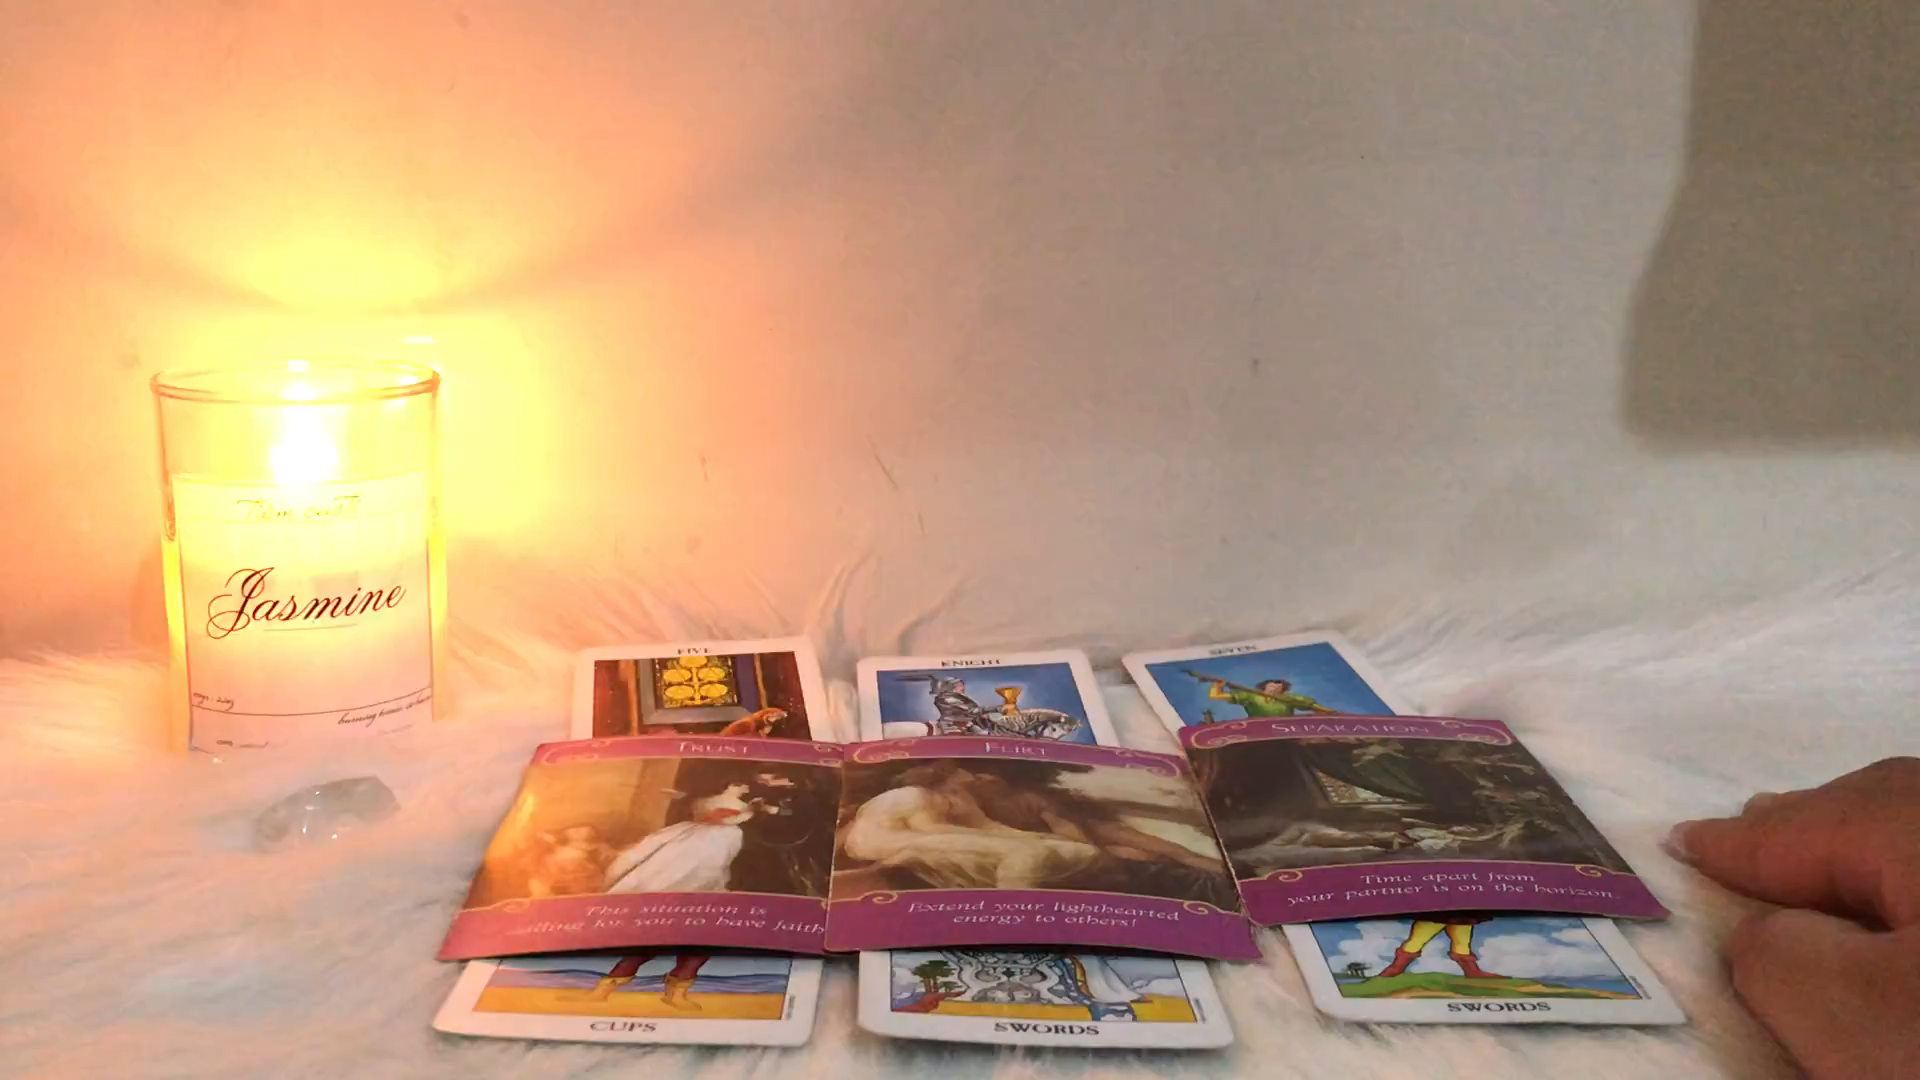 Jasmine
FIVE
KNIGHT
SEVEN
TRUST
FLIRT
SEPARATION
This situation is
for you to have faith
Extend your lighthearted
energy to others!
Time apart from
your partner is on the horizon.
CUPS
SWORDS
SWORDS